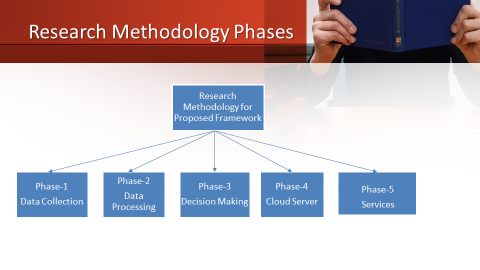 Research Methodology Phases
Research
Methodology for
Proposed Framework
Phase-1
Data Collection
Phase-2
Data
Processing
Phase-3
Decision Making
Phase-4
Cloud Server
Phase-5
Services